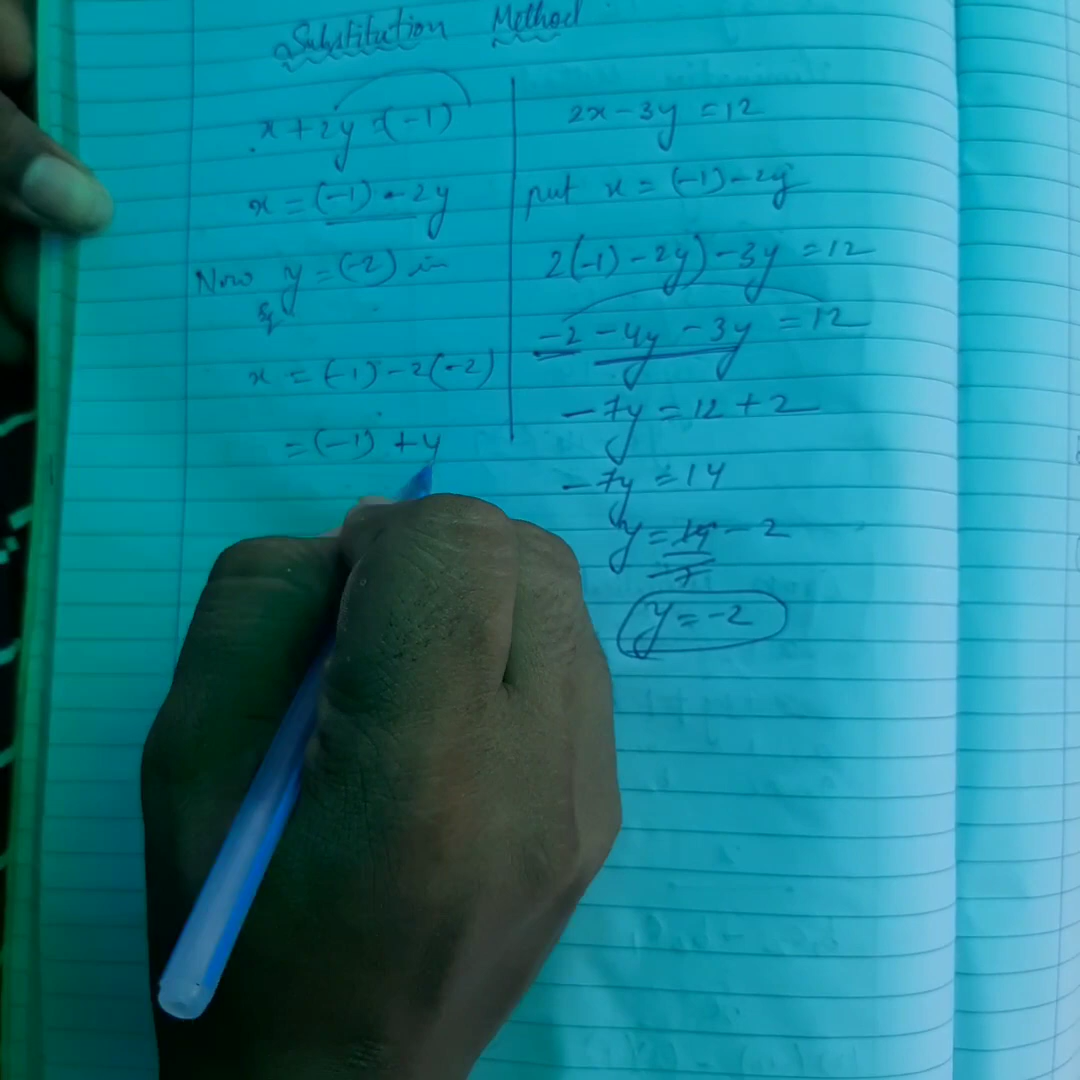 Substitution Method
x + 2y = (-1)
x = (-1) - 2y
Now y = (-2) in
Eq
x = (-1) - 2(-2)
= (-1) + 4
2x - 3y = 12
put x = (-1) - 2y
2(-1) - 2y) - 3y = 12
-2 - 4y - 3y = 12
-7y = 12 + 2
-7y = 14
y = 14 - 2
-7
y = -2